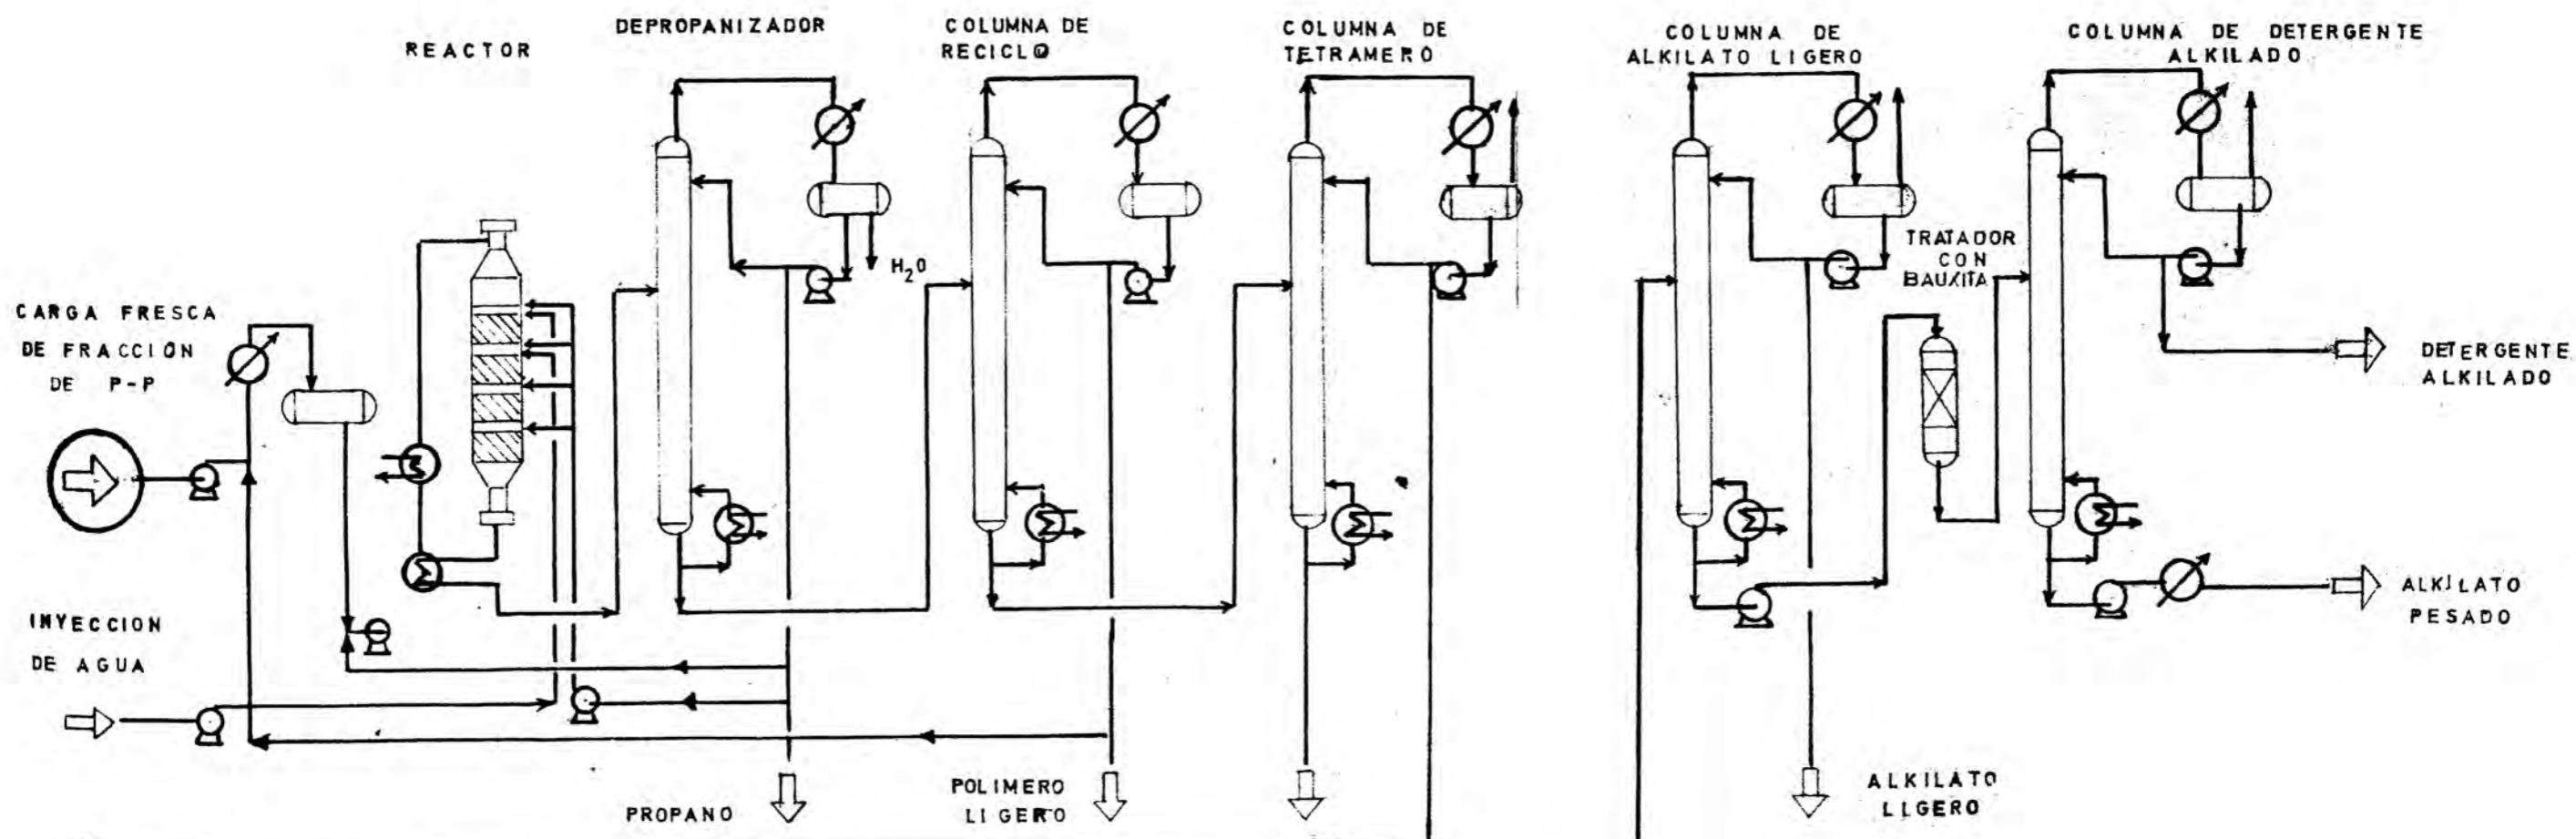 REACTOR
DEPROPANIZADOR
COLUMNA DE
RECICLO
COLUMNA DE
TETRAMERO
COLUMNA DE
ALKILATO LIGERO
COLUMNA DE DETERGENTE
ALKILADO
H2O
TRATADOR
CON
BAUXITA
CARGA FRESCA
DE FRACCIÓN
DE P-P
DETERGENTE
ALKILADO
INYECCION
DE AGUA
ALKILATO
PESADO
PROPANO
POLIMERO
LIGERO
ALKILATO
LIGERO